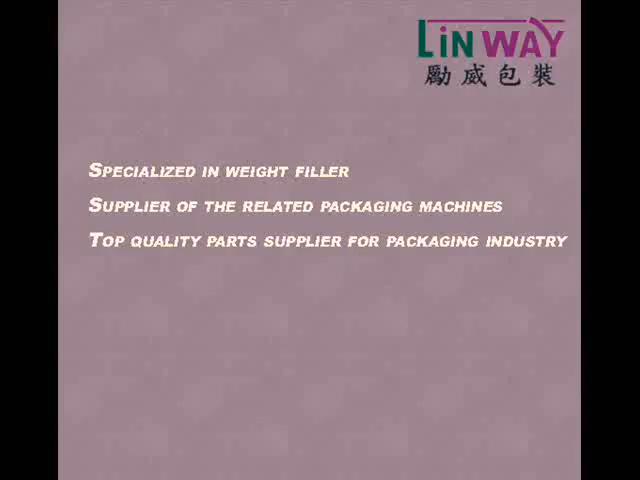 LiNWAY
勵威包裝
SPECIALIZED IN WEIGHT FILLER
SUPPLIER OF THE RELATED PACKAGING MACHINES
TOP QUALITY PARTS SUPPLIER FOR PACKAGING INDUSTRY